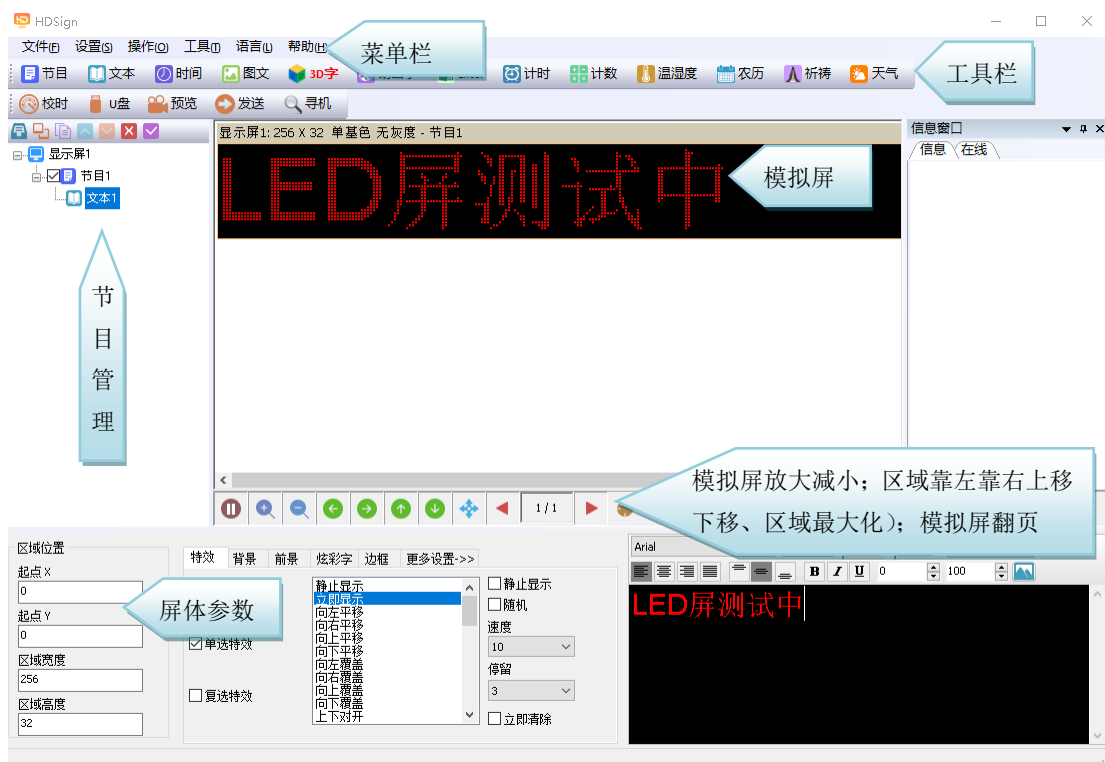 HDSign
文件(F) 设置(S) 操作(O) 工具(T) 语言(L) 帮助(H)
菜单栏
节目 文本 时间 图文 3D字 计时 计数 温湿度 农历 祈祷 天气
工具栏
校时 U盘 预览 发送 寻机
显示屏1
节目1
文本1
节目管理
显示屏1: 256 X 32 单基色 无灰度 - 节目1
LED屏测试中
模拟屏
信息窗口
信息 在线
1 / 1
模拟屏放大减小；区域靠左靠右上移
下移、区域最大化）；模拟屏翻页
区域位置
起点 X
0
起点 Y
0
区域宽度
256
区域高度
32
屏体参数
特效 背景 前景 炫彩字 边框 更多设置->>
单选特效
复选特效
静止显示
立即显示
向左平移
向右平移
向上平移
向下平移
向左覆盖
向右覆盖
向上覆盖
向下覆盖
上下对开
静止显示
随机
速度
10
停留
3
立即清除
Arial
B I U 0 100
LED屏测试中